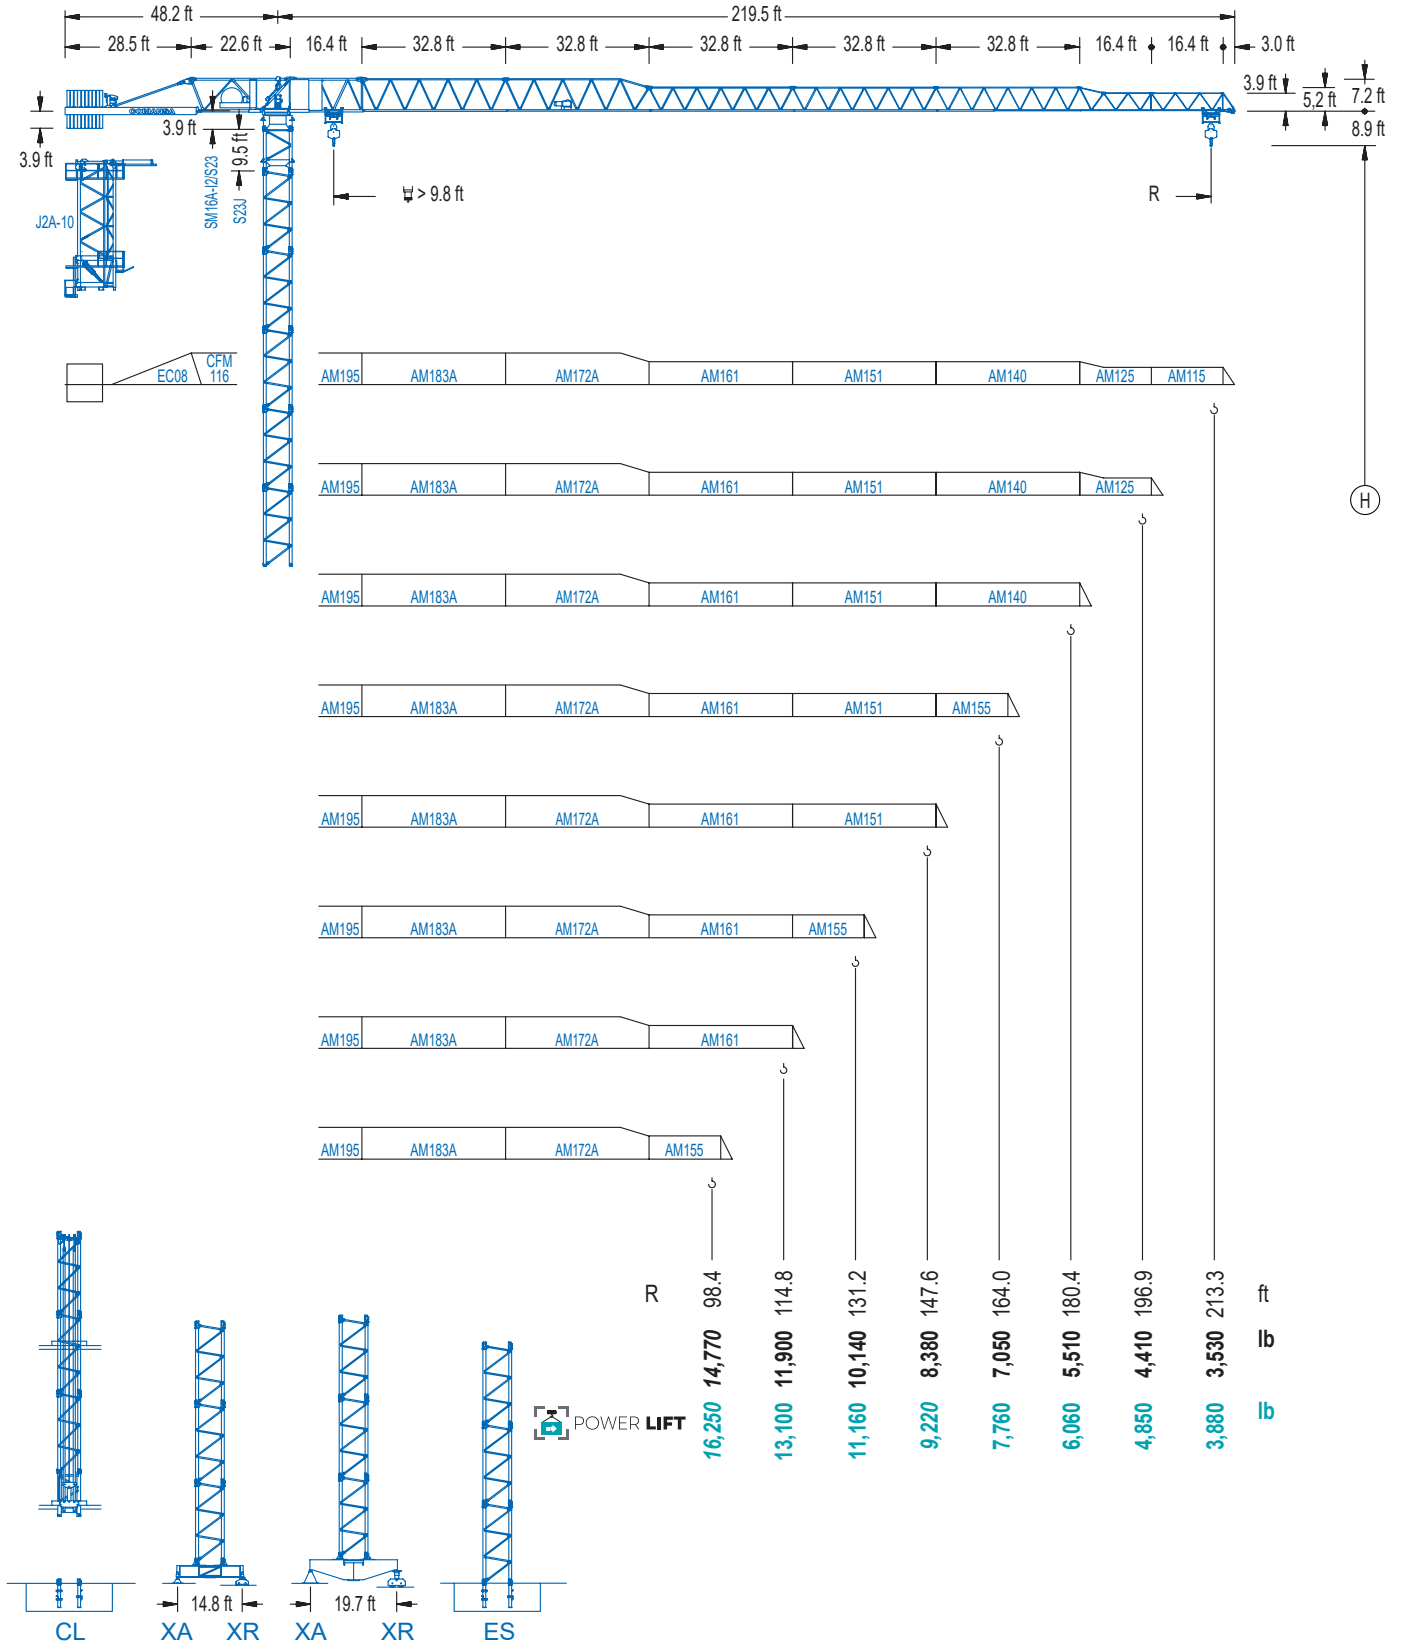 48.2 ft 219.5 ft
28.5 ft 22.6 ft 16.4 ft 32.8 ft 32.8 ft 32.8 ft 32.8 ft 32.8 ft 16.4 ft 16.4 ft 3.0 ft
COMANSA
3.9 ft 5,2 ft 7.2 ft
3.9 ft 8.9 ft
3.9 ft 9.5 ft
SM16A-I2/S23
S23J
> 9.8 ft R
J2A-10
H
EC08 CFM
116
AM195 AM183A AM172A AM161 AM151 AM140 AM125 AM115
AM195 AM183A AM172A AM161 AM151 AM140 AM125
AM195 AM183A AM172A AM161 AM151 AM140
AM195 AM183A AM172A AM161 AM151 AM155
AM195 AM183A AM172A AM161 AM151
AM195 AM183A AM172A AM161 AM155
AM195 AM183A AM172A AM161
AM195 AM183A AM172A AM155
R 98.4 114.8 131.2 147.6 164.0 180.4 196.9 213.3 ft
14,770 11,900 10,140 8,380 7,050 5,510 4,410 3,530 lb
POWER LIFT 16,250 13,100 11,160 9,220 7,760 6,060 4,850 3,880 lb
14.8 ft 19.7 ft
CL XA XR XA XR ES